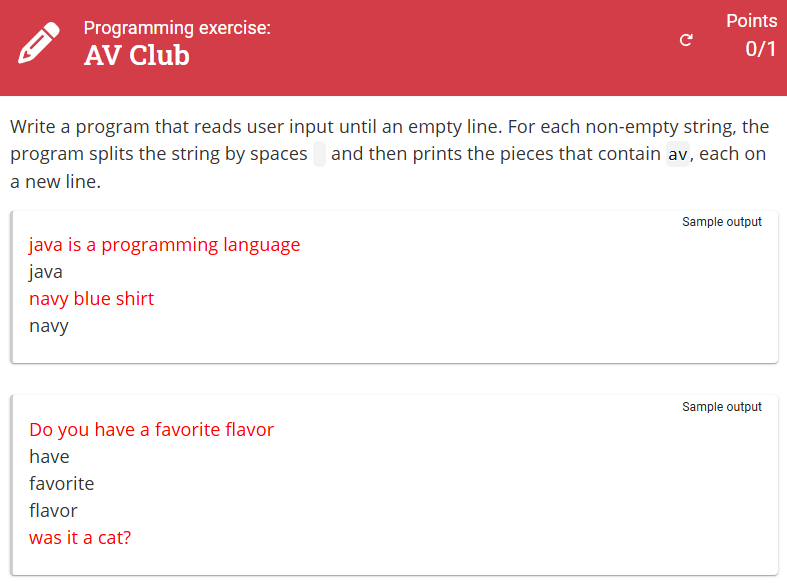 Programming exercise:
AV Club
Points
0/1
Write a program that reads user input until an empty line. For each non-empty string, the
program splits the string by spaces and then prints the pieces that contain av, each on
a new line.
Sample output
java is a programming language
java
navy blue shirt
navy
Sample output
Do you have a favorite flavor
have
favorite
flavor
was it a cat?